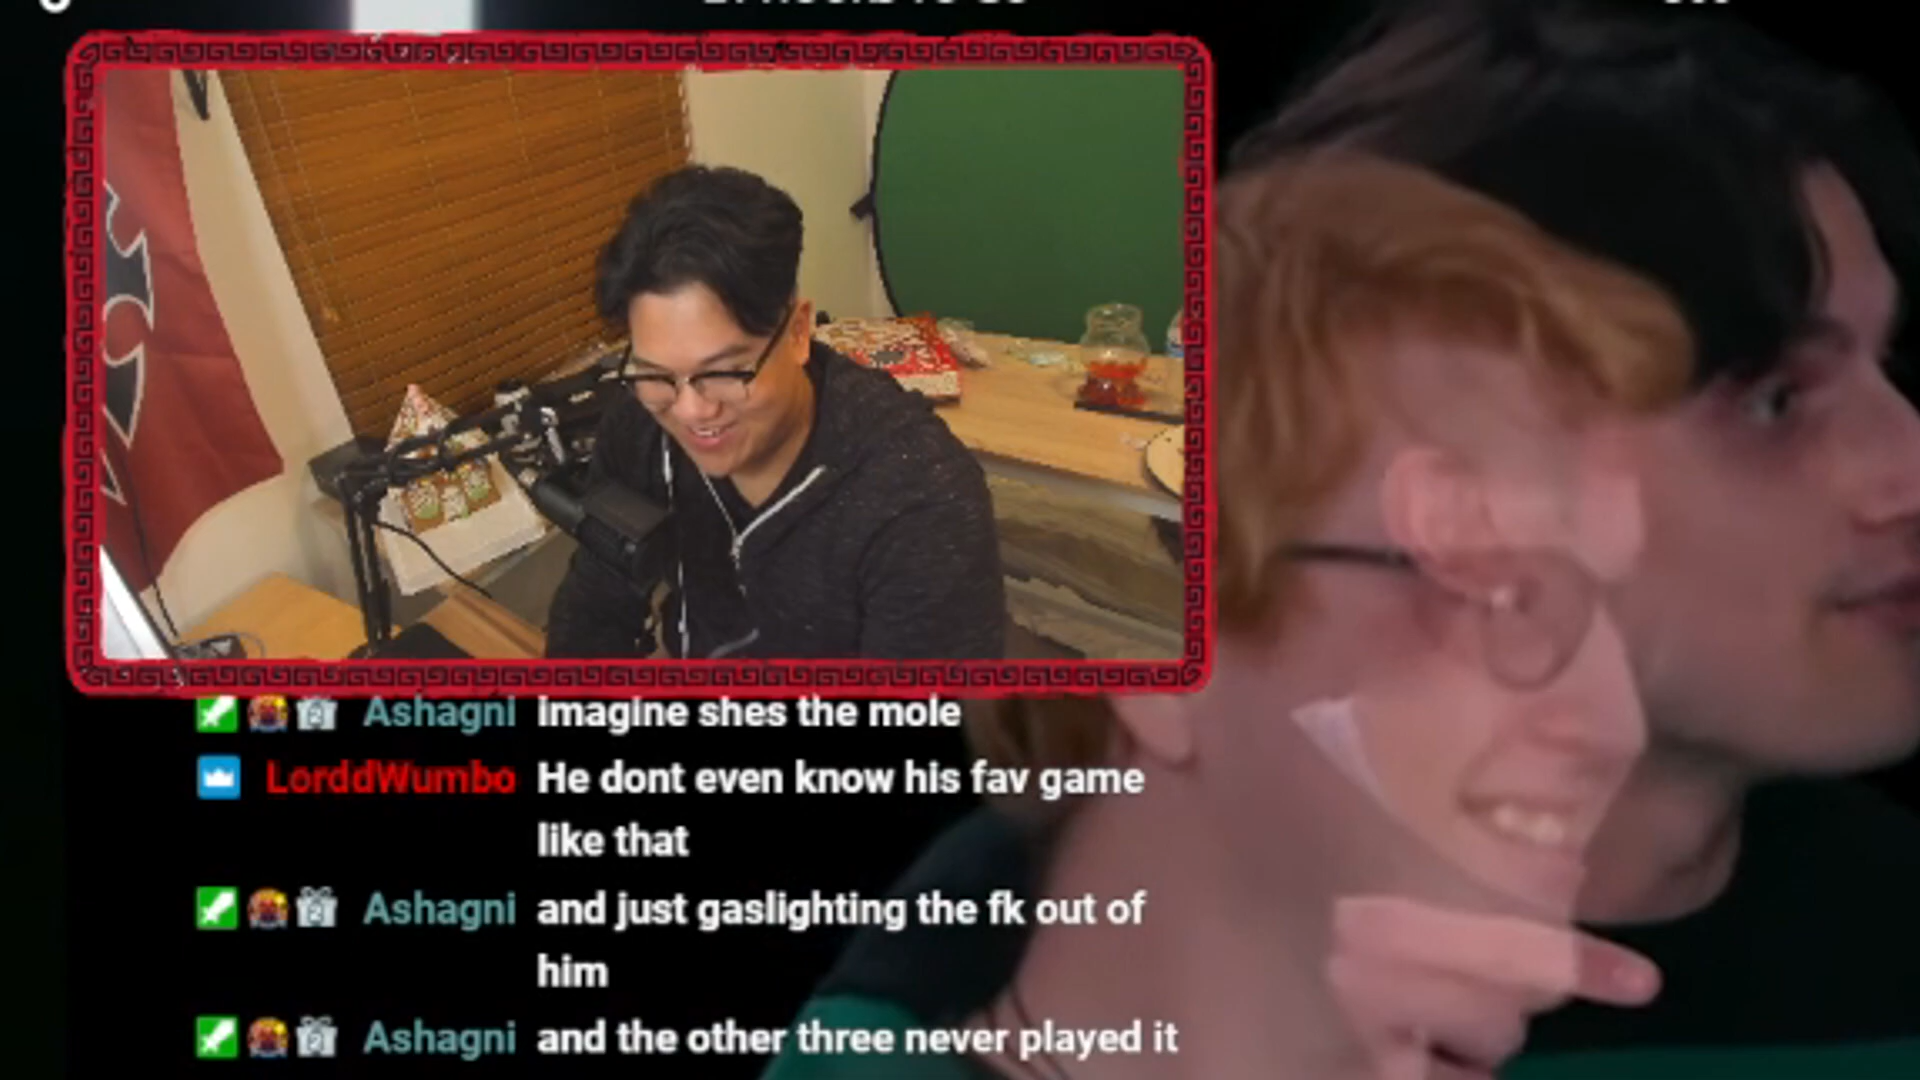 Ashagni Imagine shes the mole
LorddWumbo He dont even know his fav game
like that
Ashagni and just gaslighting the fk out of
him
Ashagni and the other three never played it